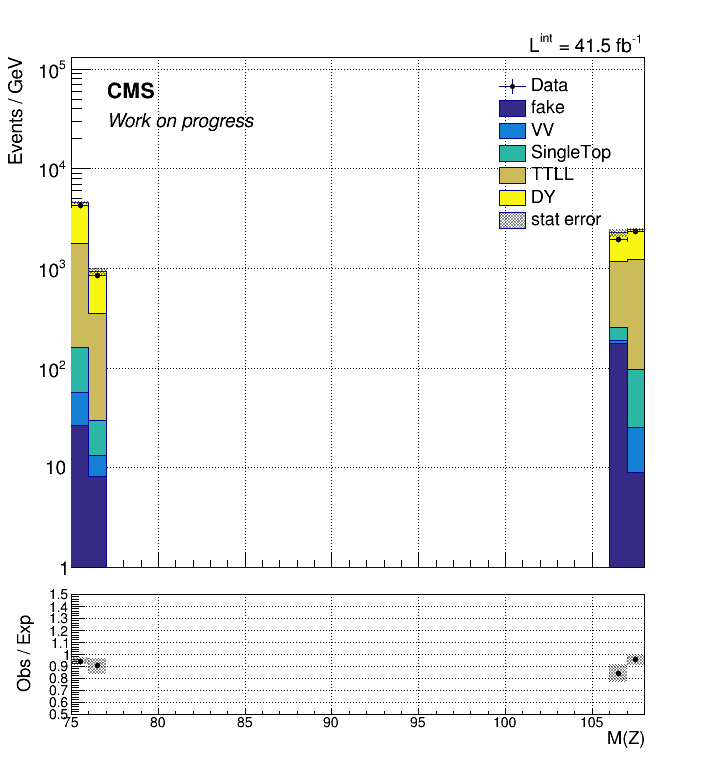 L^int = 41.5 fb^-1
Events / GeV
10^5
10^4
10^3
10^2
10
1
CMS
Work on progress
Data
fake
VV
SingleTop
TTLL
DY
stat error
Obs / Exp
1.5
1.4
1.3
1.2
1.1
1
0.9
0.8
0.7
0.6
0.5
75 80 85 90 95 100 105
M(Z)